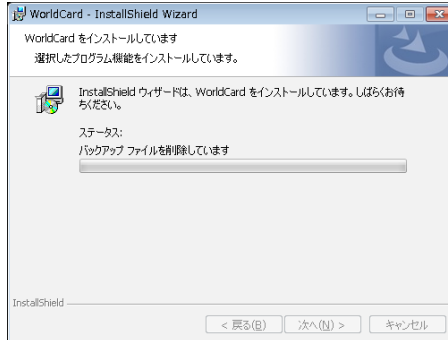 WorldCard - InstallShield Wizard
WorldCard をインストールしています
選択したプログラム機能をインストールしています。
InstallShield ウィザードは、WorldCard をインストールしています。しばらくお待
ちください。
ステータス:
バックアップ ファイルを削除しています
InstallShield
< 戻る(B)
次へ(N) >
キャンセル